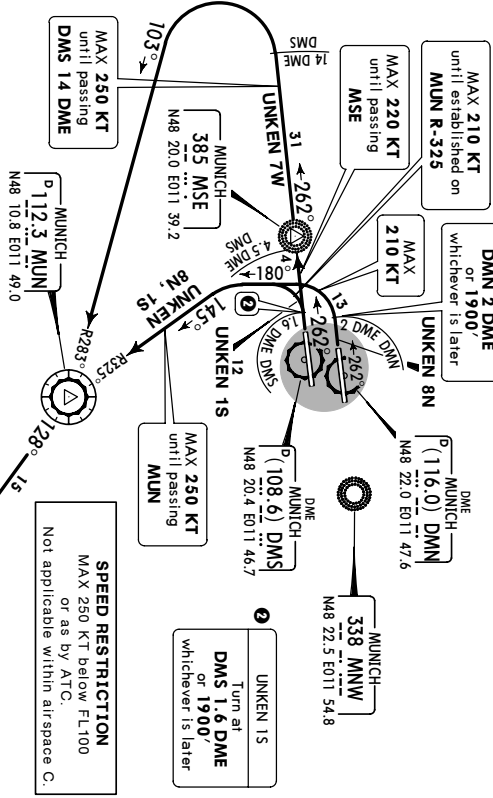 DMN 2 DME
or 1900'
whichever is later
MAX 210 KT
until established on
MUN R-325
MAX 220 KT
until passing
MSE
MAX
210 KT
UNKEN 8N
14 DME
DMS
UNKEN 7W
31
262°
103°
MAX 250 KT
until passing
DMS 14 DME
MUNICH
385 MSE
N48 20.0 E011 39.2
4
4.5 DME
DMS
180°
13
262°
262°
2 DME DMN
1.6 DME DMS
2
12
UNKEN 1S
UNKEN
8N, 1S
145°
R325°
R283°
MUNICH
D 112.3 MUN
N48 10.8 E011 49.0
128°
15
MAX 250 KT
until passing
MUN
DME
MUNICH
D (116.0) DMN
N48 22.0 E011 47.6
DME
MUNICH
D (108.6) DMS
N48 20.4 E011 46.7
MUNICH
338 MNW
N48 22.5 E011 54.8
2
UNKEN 1S
Turn at
DMS 1.6 DME
or 1900'
whichever is later
SPEED RESTRICTION
MAX 250 KT below FL100
or as by ATC.
Not applicable within airspace C.